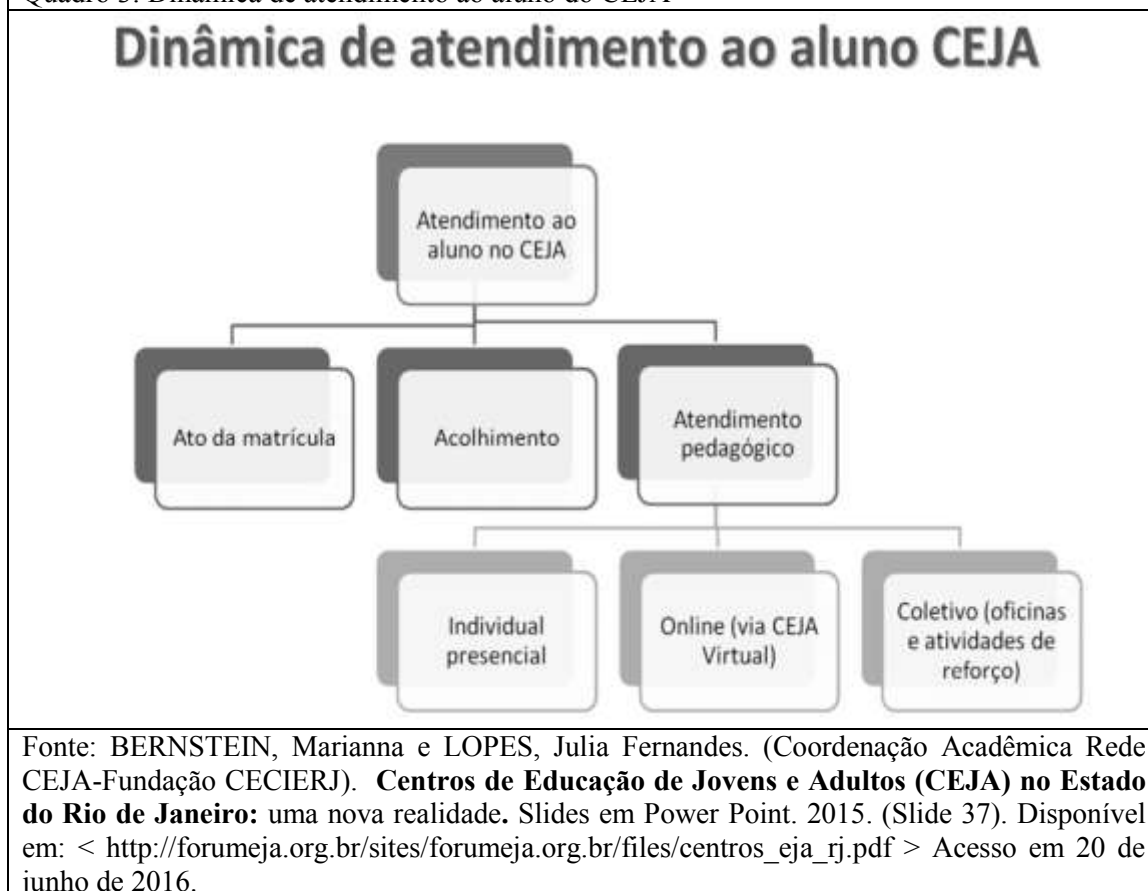 Quadro 3: Dinâmica de atendimento ao aluno do CEJA
Dinâmica de atendimento ao aluno CEJA
Atendimento ao
aluno no CEJA
Ato da matrícula
Acolhimento
Atendimento
pedagógico
Individual
presencial
Online (via CEJA
Virtual)
Coletivo (oficinas
e atividades de
reforço)
Fonte: BERNSTEIN, Marianna e LOPES, Julia Fernandes. (Coordenação Acadêmica Rede
CEJA-Fundação CECIERJ). Centros de Educação de Jovens e Adultos (CEJA) no Estado
do Rio de Janeiro: uma nova realidade. Slides em Power Point. 2015. (Slide 37). Disponível
em: < http://forumeja.org.br/sites/forumeja.org.br/files/centros_eja_rj.pdf > Acesso em 20 de
junho de 2016.